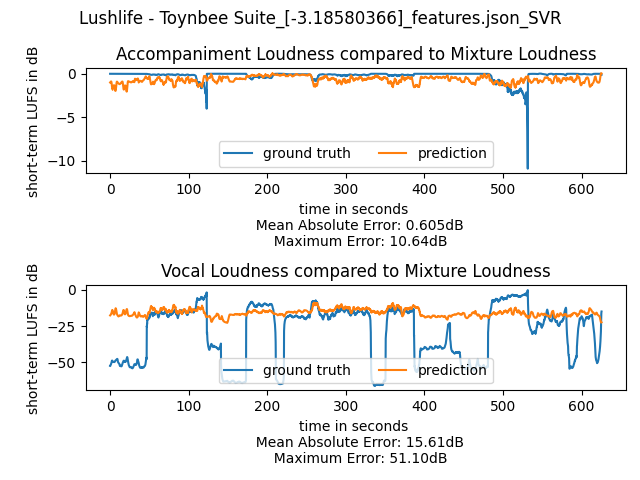 Lushlife - Toynbee Suite_[-3.18580366]_features.json_SVR
Accompaniment Loudness compared to Mixture Loudness
short-term LUFS in dB
0
−5
−10
ground truth
prediction
0 100 200 300 400 500 600
time in seconds
Mean Absolute Error: 0.605dB
Maximum Error: 10.64dB
Vocal Loudness compared to Mixture Loudness
short-term LUFS in dB
0
−25
−50
ground truth
prediction
0 100 200 300 400 500 600
time in seconds
Mean Absolute Error: 15.61dB
Maximum Error: 51.10dB